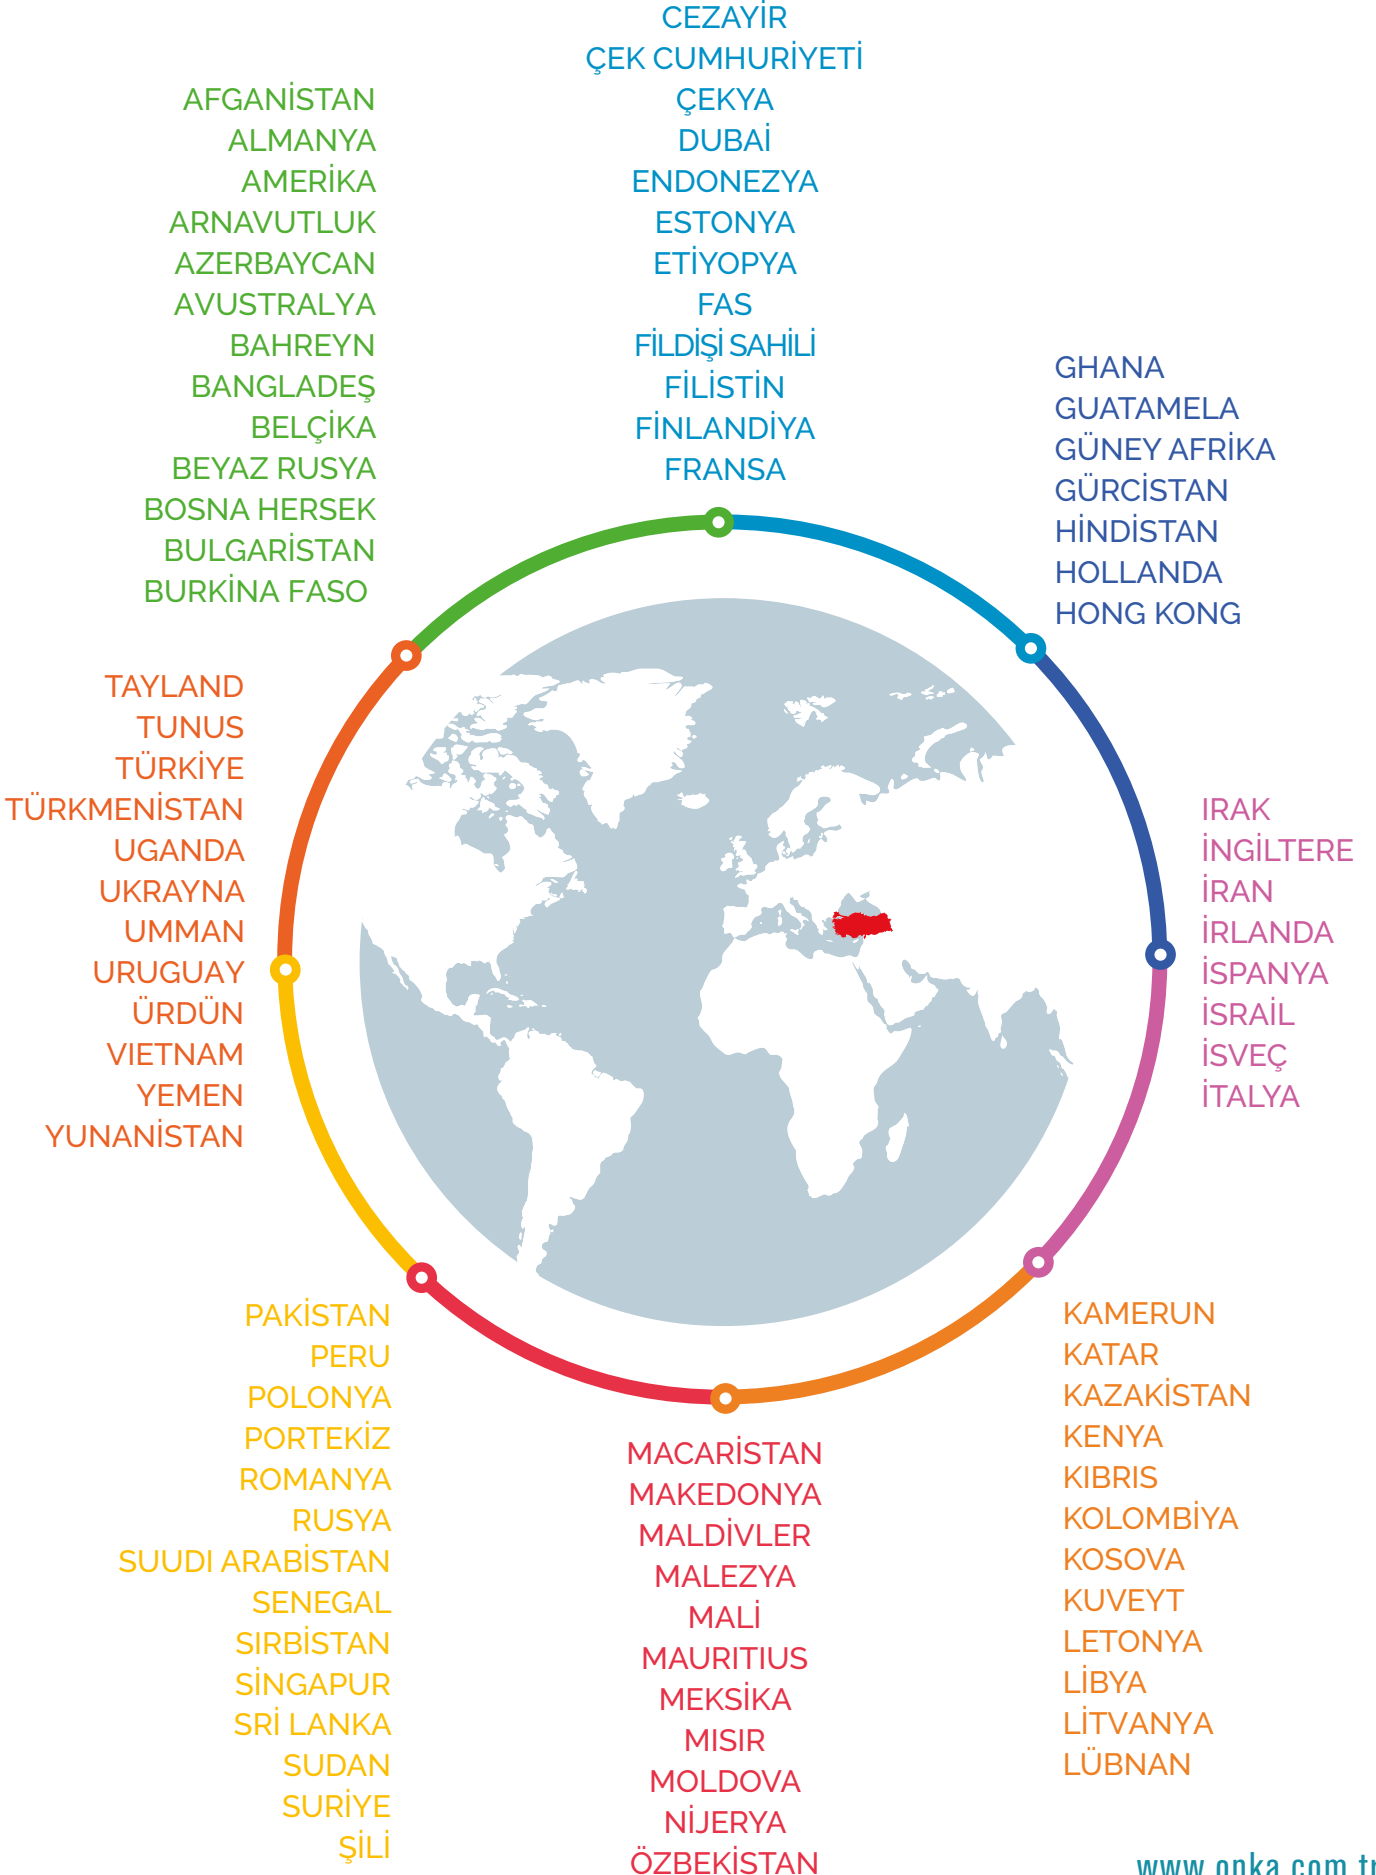 CEZAYİR
ÇEK CUMHURİYETİ
ÇEKYA
DUBAİ
ENDONEZYA
ESTONYA
ETİYOPYA
FAS
FİLDİŞİ SAHİLİ
FİLİSTİN
FİNLANDİYA
FRANSA
AFGANİSTAN
ALMANYA
AMERİKA
ARNAVUTLUK
AZERBAYCAN
AVUSTRALYA
BAHREYN
BANGLADEŞ
BELÇİKA
BEYAZ RUSYA
BOSNA HERSEK
BULGARİSTAN
BURKİNA FASO
GHANA
GUATAMELA
GÜNEY AFRİKA
GÜRCİSTAN
HİNDİSTAN
HOLLANDA
HONG KONG
TAYLAND
TUNUS
TÜRKİYE
TÜRKMENİSTAN
UGANDA
UKRAYNA
UMMAN
URUGUAY
ÜRDÜN
VIETNAM
YEMEN
YUNANİSTAN
IRAK
İNGİLTERE
İRAN
İRLANDA
İSPANYA
İSRAİL
İSVEÇ
İTALYA
PAKİSTAN
PERU
POLONYA
PORTEKİZ
ROMANYA
RUSYA
SUUDI ARABİSTAN
SENEGAL
SIRBİSTAN
SİNGAPUR
SRİ LANKA
SUDAN
SURİYE
ŞİLİ
MACARİSTAN
MAKEDONYA
MALDİVLER
MALEZYA
MALİ
MAURITIUS
MEKSİKA
MISIR
MOLDOVA
NİJERYA
ÖZBEKİSTAN
KAMERUN
KATAR
KAZAKİSTAN
KENYA
KIBRIS
KOLOMBİYA
KOSOVA
KUVEYT
LETONYA
LİBYA
LİTVANYA
LÜBNAN
www.onka.com.tr